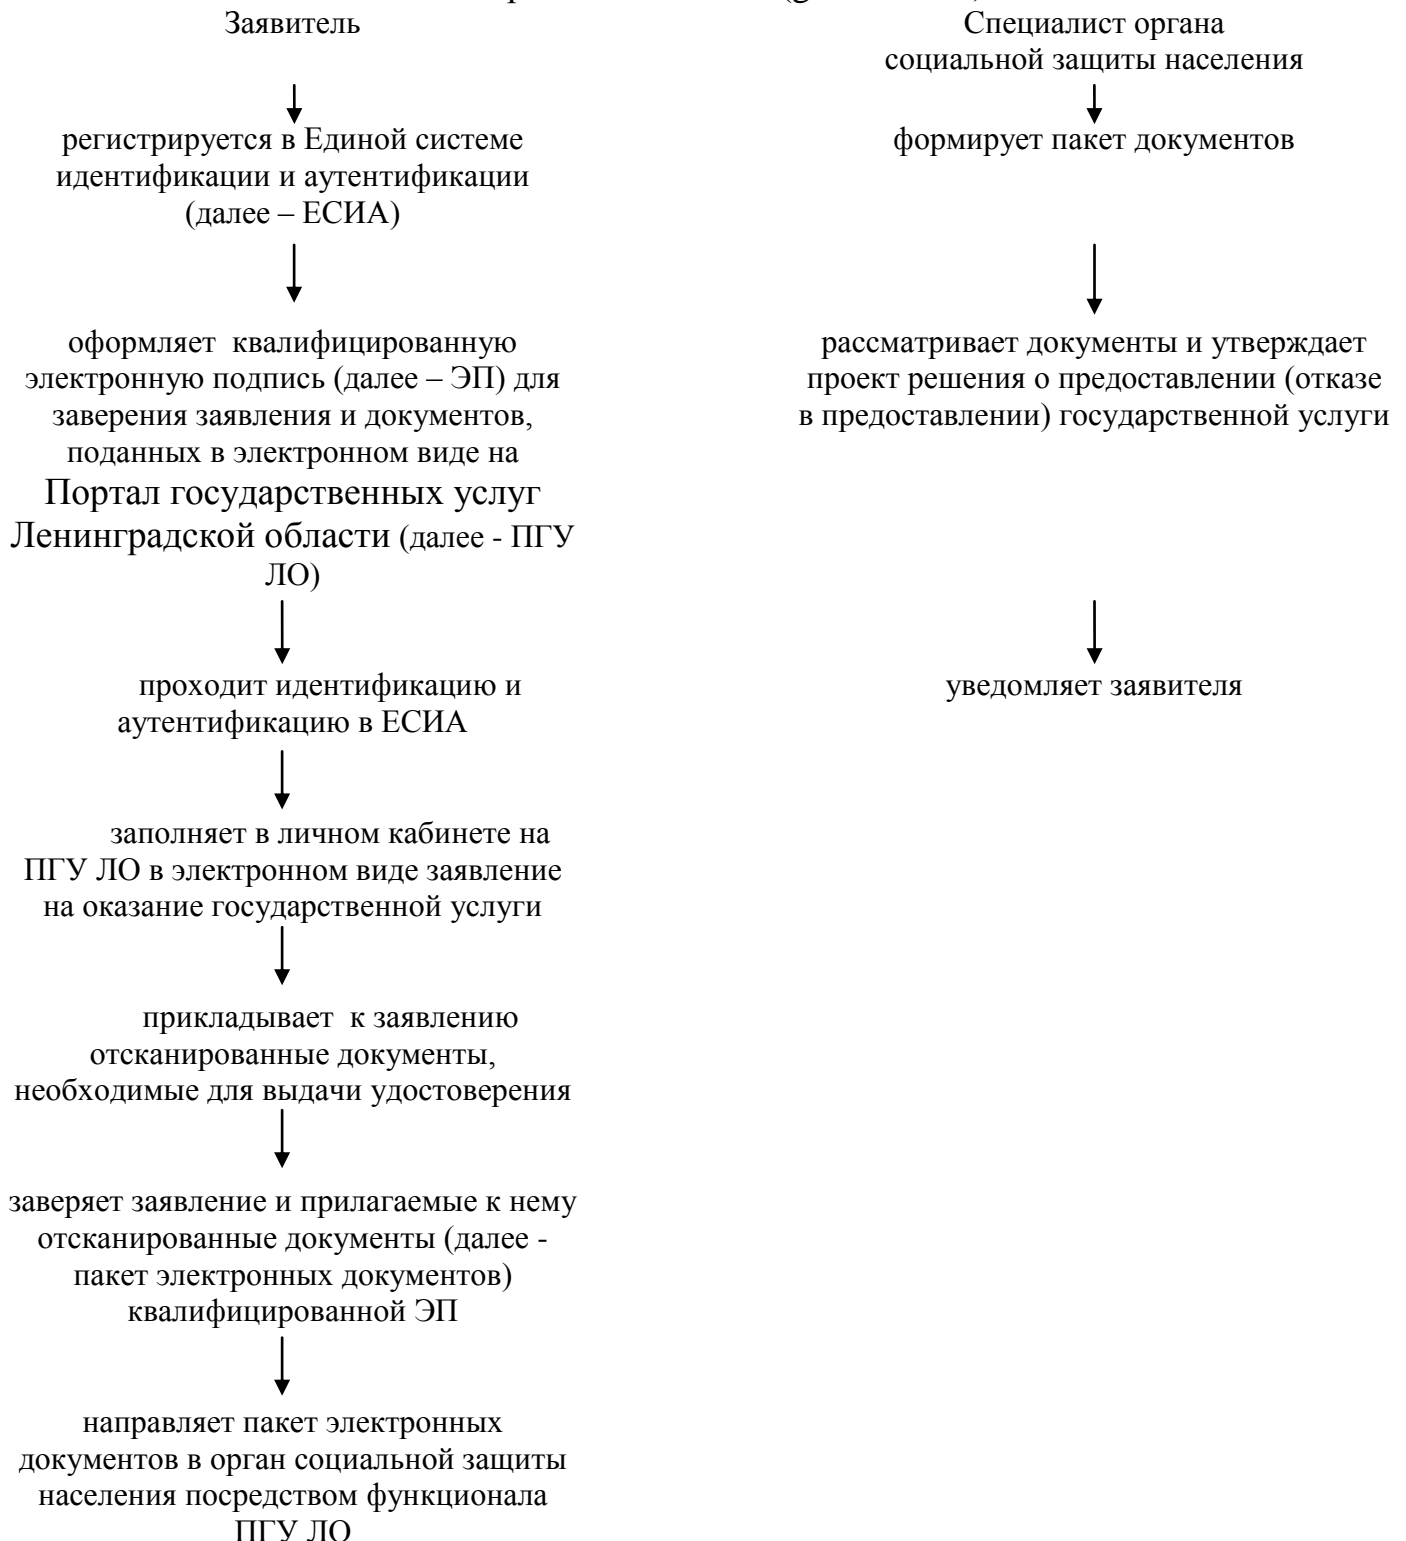 Заявитель
регистрируется в Единой системе
идентификации и аутентификации
(далее – ЕСИА)
оформляет квалифицированную
электронную подпись (далее – ЭП) для
заверения заявления и документов,
поданных в электронном виде на
Портал государственных услуг
Ленинградской области (далее - ПГУ
ЛО)
проходит идентификацию и
аутентификацию в ЕСИА
заполняет в личном кабинете на
ПГУ ЛО в электронном виде заявление
на оказание государственной услуги
прикладывает к заявлению
отсканированные документы,
необходимые для выдачи удостоверения
заверяет заявление и прилагаемые к нему
отсканированные документы (далее -
пакет электронных документов)
квалифицированной ЭП
направляет пакет электронных
документов в орган социальной защиты
населения посредством функционала
ПГУ ЛО
Специалист органа
социальной защиты населения
формирует пакет документов
рассматривает документы и утверждает
проект решения о предоставлении (отказе
в предоставлении) государственной услуги
уведомляет заявителя